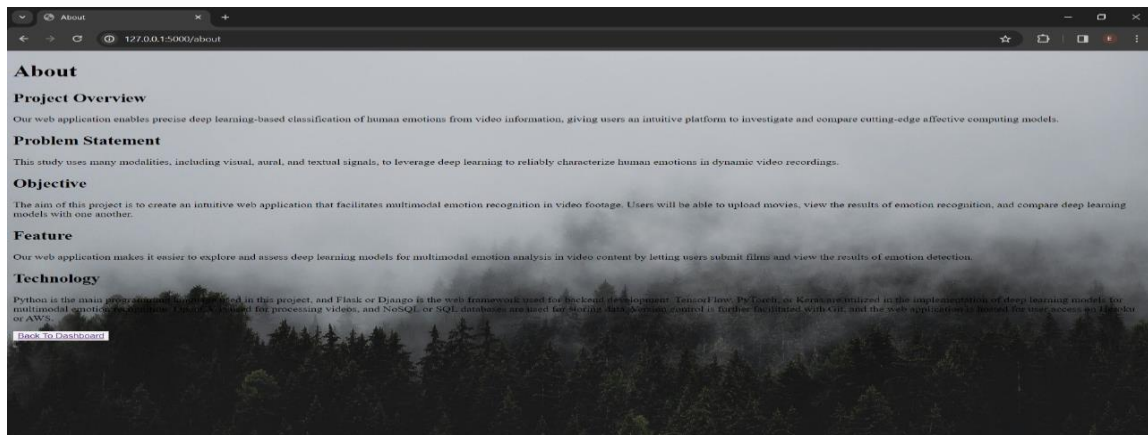 About
127.0.0.1:5000/about
About
Project Overview
Our web application enables precise deep learning-based classification of human emotions from video information, giving users an intuitive platform to investigate and compare cutting-edge affective computing models.
Problem Statement
This study uses many modalities, including visual, aural, and textual signals, to leverage deep learning to reliably characterize human emotions in dynamic video recordings.
Objective
The aim of this project is to create an intuitive web application that facilitates multimodal emotion recognition in video footage. Users will be able to upload movies, view the results of emotion recognition, and compare deep learning
models with one another.
Feature
Our web application makes it easier to explore and assess deep learning models for multimodal emotion analysis in video content by letting users submit films and view the results of emotion detection.
Technology
Python is the main programming in this project, and Flask or Django is the web framework used for backend development. TensorFlow, PyTorch, or Keras are utilized in the implementation of deep learning models for
multimodal emotion recognition. is used for processing videos, and NoSQL or SQL databases are used for storing data. Version control is further facilitated with Git, and the web application is hosted for user access on Heroku
or AWS.
Back To Dashboard